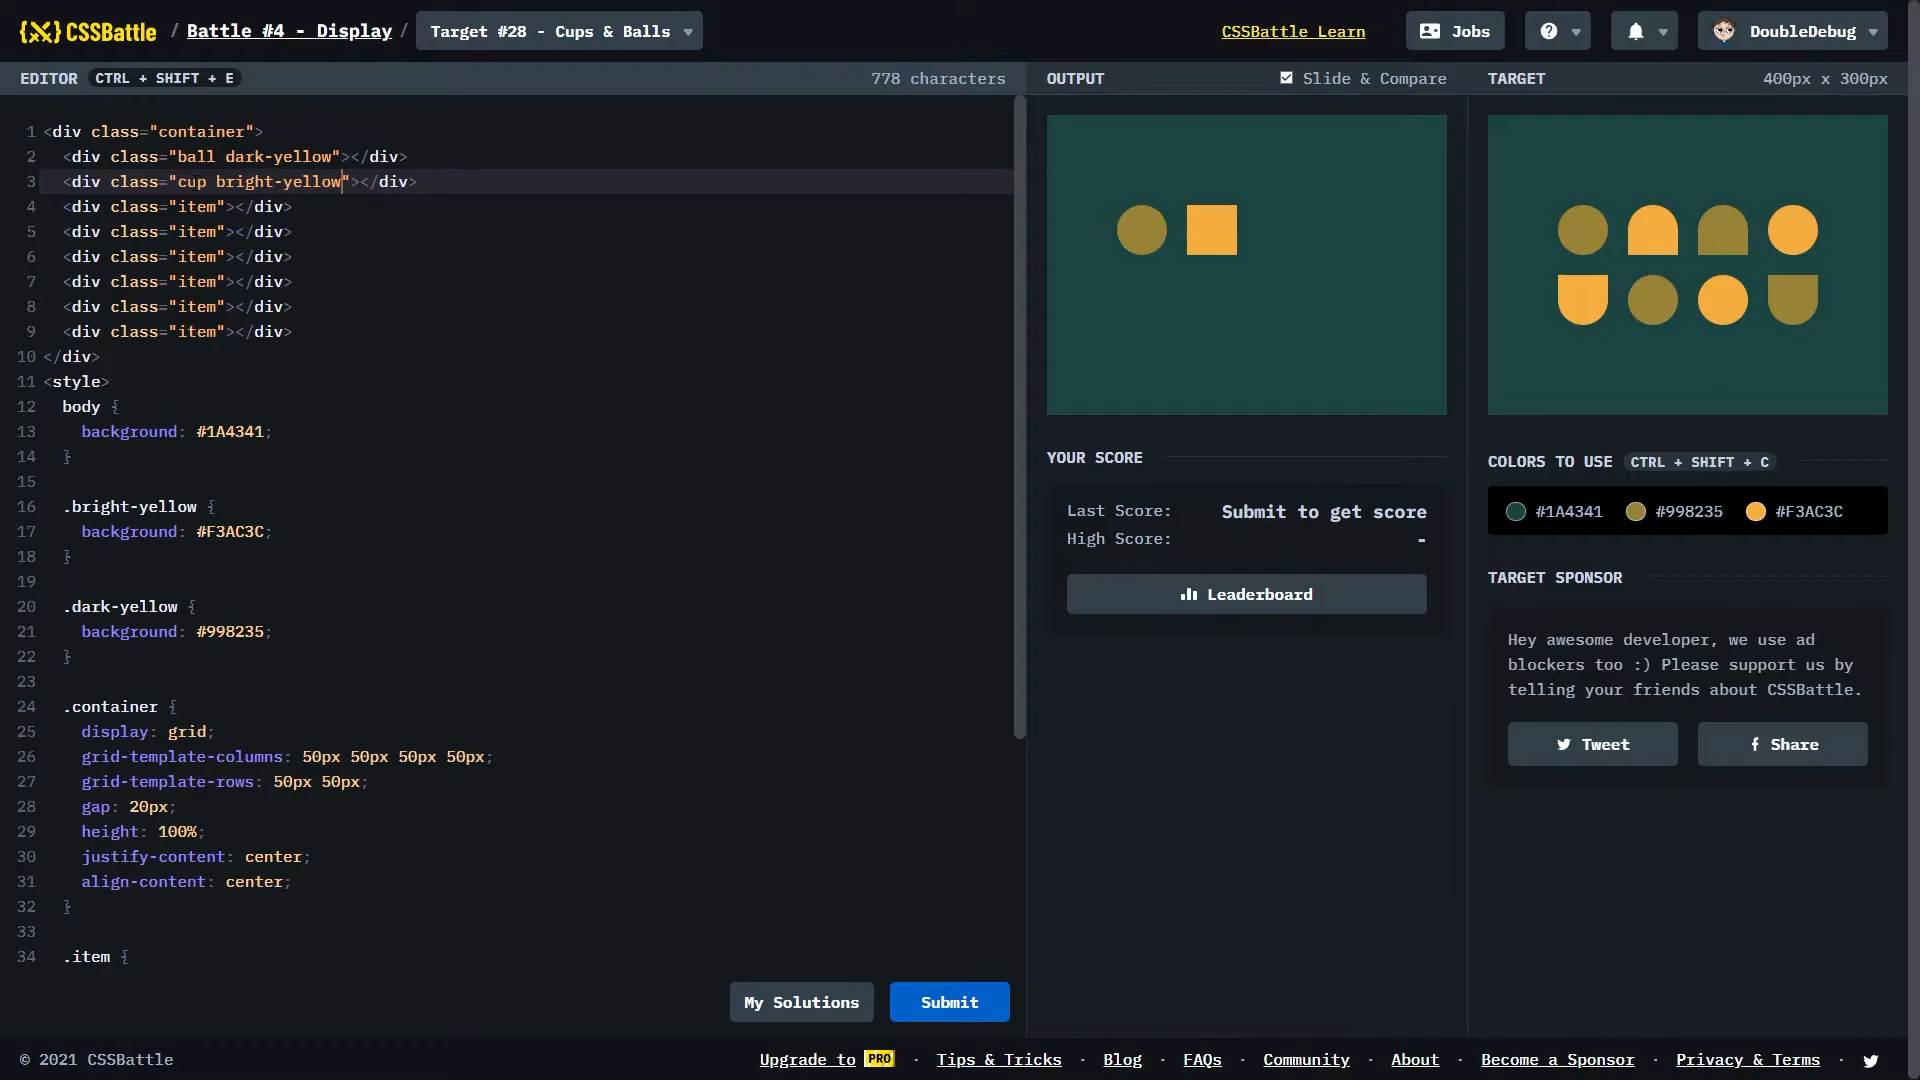 CSSBattle / Battle #4 - Display / Target #28 - Cups & Balls
CSSBattle Learn
Jobs
DoubleDebug
EDITOR CTRL + SHIFT + E 778 characters
1 <div class="container">
2 <div class="ball dark-yellow"></div>
3 <div class="cup bright-yellow"></div>
4 <div class="item"></div>
5 <div class="item"></div>
6 <div class="item"></div>
7 <div class="item"></div>
8 <div class="item"></div>
9 <div class="item"></div>
10 </div>
11 <style>
12 body {
13 background: #1A4341;
14 }
15
16 .bright-yellow {
17 background: #F3AC3C;
18 }
19
20 .dark-yellow {
21 background: #998235;
22 }
23
24 .container {
25 display: grid;
26 grid-template-columns: 50px 50px 50px 50px;
27 grid-template-rows: 50px 50px;
28 gap: 20px;
29 height: 100%;
30 justify-content: center;
31 align-content: center;
32 }
33
34 .item {
My Solutions
Submit
OUTPUT Slide & Compare
YOUR SCORE
Last Score: Submit to get score
High Score: -
Leaderboard
TARGET 400px x 300px
COLORS TO USE CTRL + SHIFT + C
#1A4341 #998235 #F3AC3C
TARGET SPONSOR
Hey awesome developer, we use ad
blockers too :) Please support us by
telling your friends about CSSBattle.
Tweet
Share
© 2021 CSSBattle
Upgrade to PRO · Tips & Tricks · Blog · FAQs · Community · About · Become a Sponsor · Privacy & Terms ·